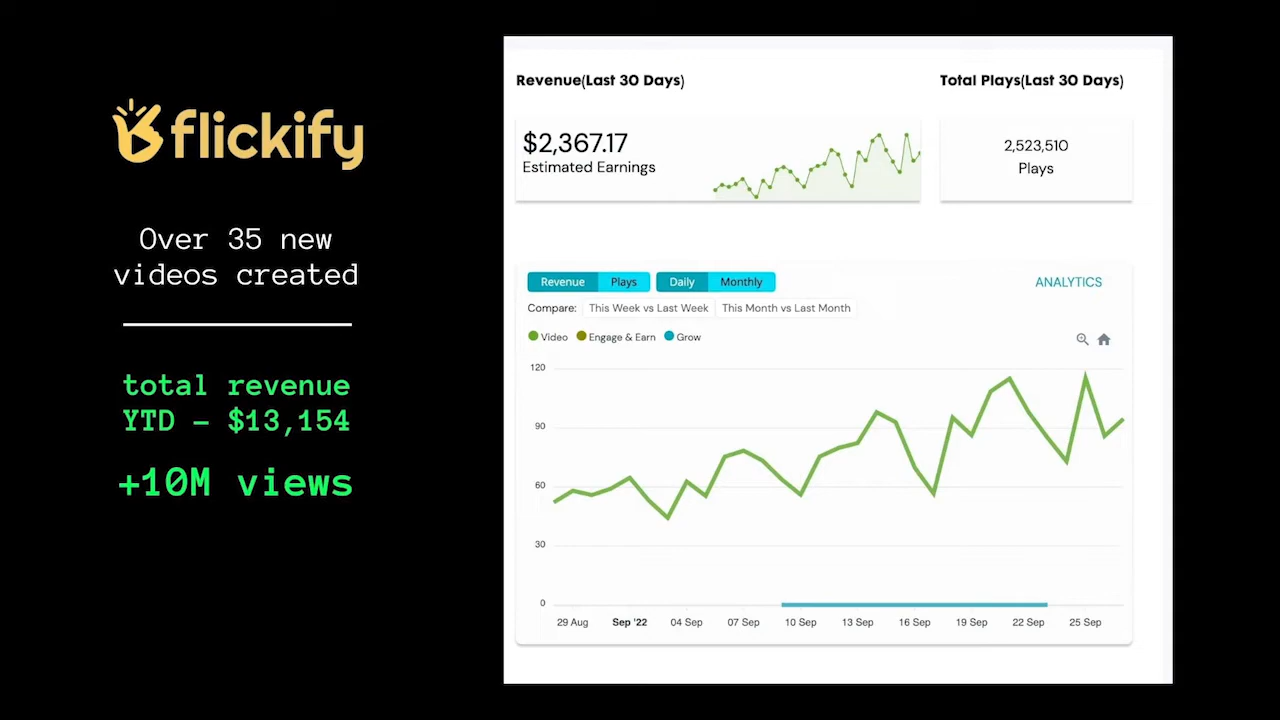 flickify
Over 35 new
videos created
total revenue
YTD – $13,154
+10M views
Revenue(Last 30 Days)
Total Plays(Last 30 Days)
$2,367.17
Estimated Earnings
2,523,510
Plays
Revenue Plays Daily Monthly
ANALYTICS
Compare: This Week vs Last Week This Month vs Last Month
Video Engage & Earn Grow
120
90
60
30
0
29 Aug Sep '22 04 Sep 07 Sep 10 Sep 13 Sep 16 Sep 19 Sep 22 Sep 25 Sep